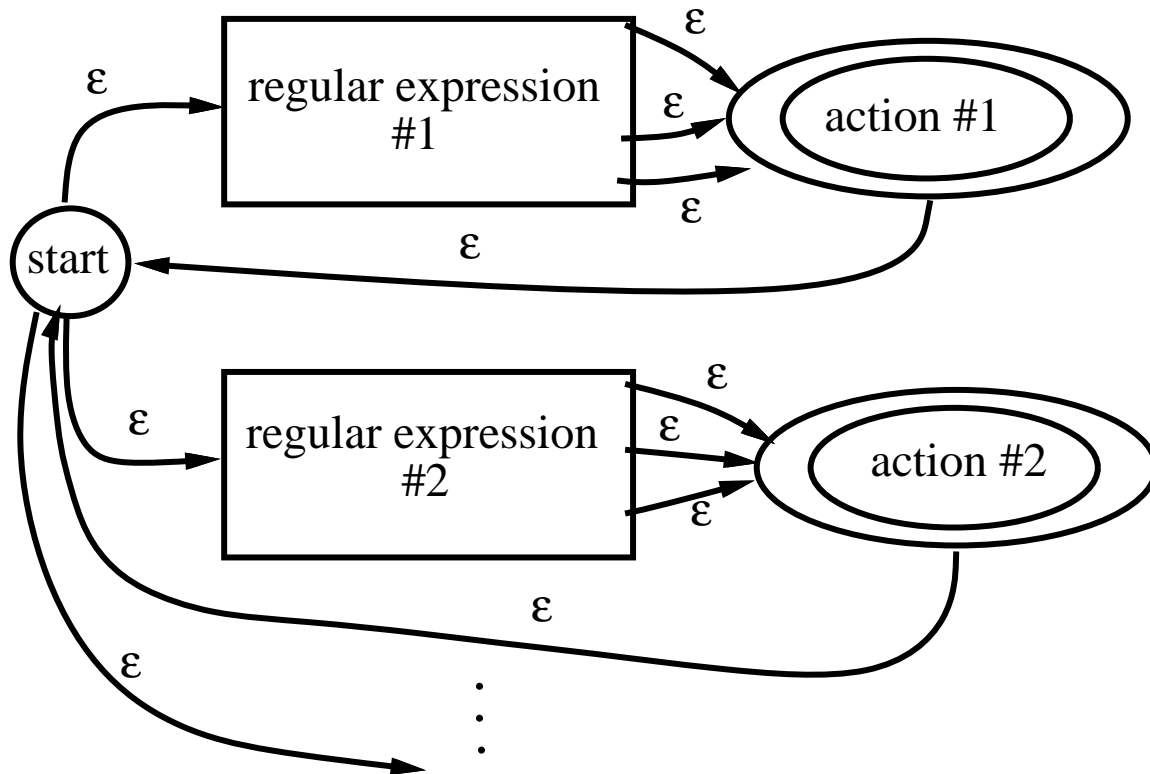 ε
ε
regular expression
#1
ε
action #1
ε
ε
start
ε
ε
ε
regular expression
#2
ε
action #2
ε
ε
ε